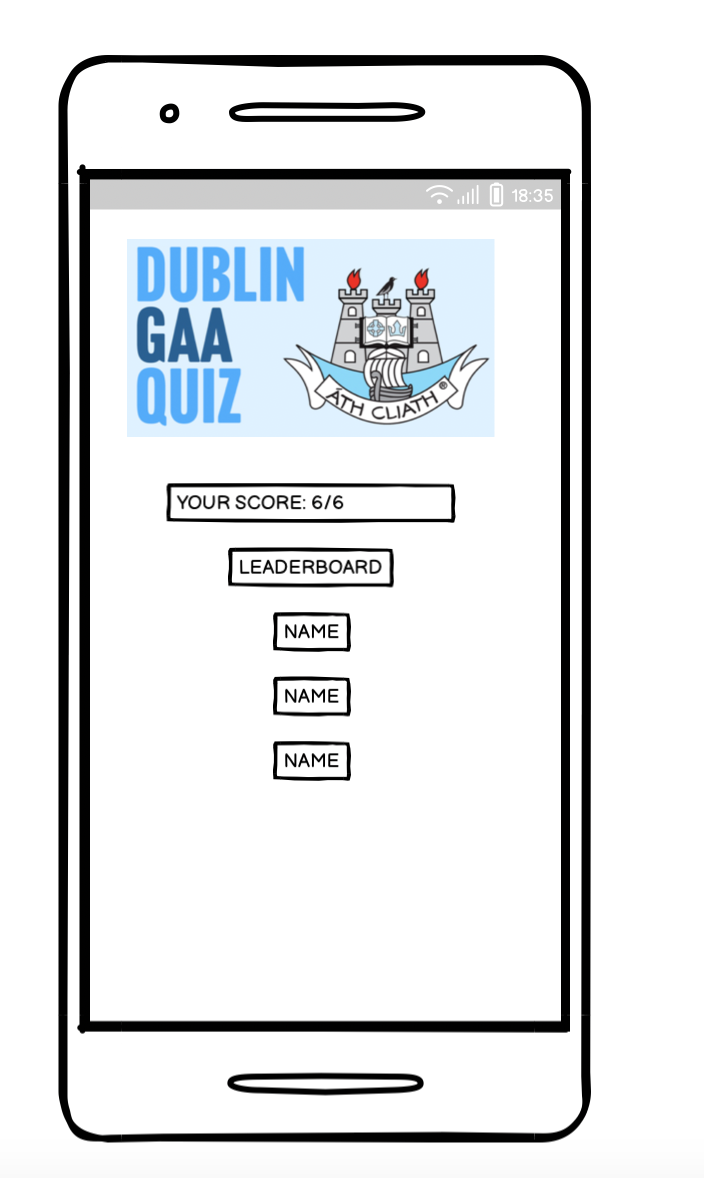 18:35
DUBLIN
GAA
QUIZ
ÁTH CLIATH ®
YOUR SCORE: 6/6
LEADERBOARD
NAME
NAME
NAME